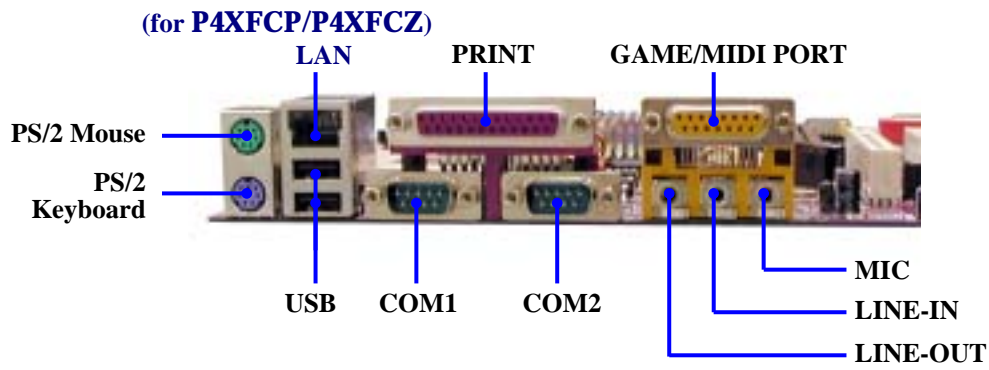 (for P4XFCP/P4XFCZ)
LAN
PRINT
GAME/MIDI PORT
PS/2 Mouse
PS/2
Keyboard
USB
COM1
COM2
MIC
LINE-IN
LINE-OUT